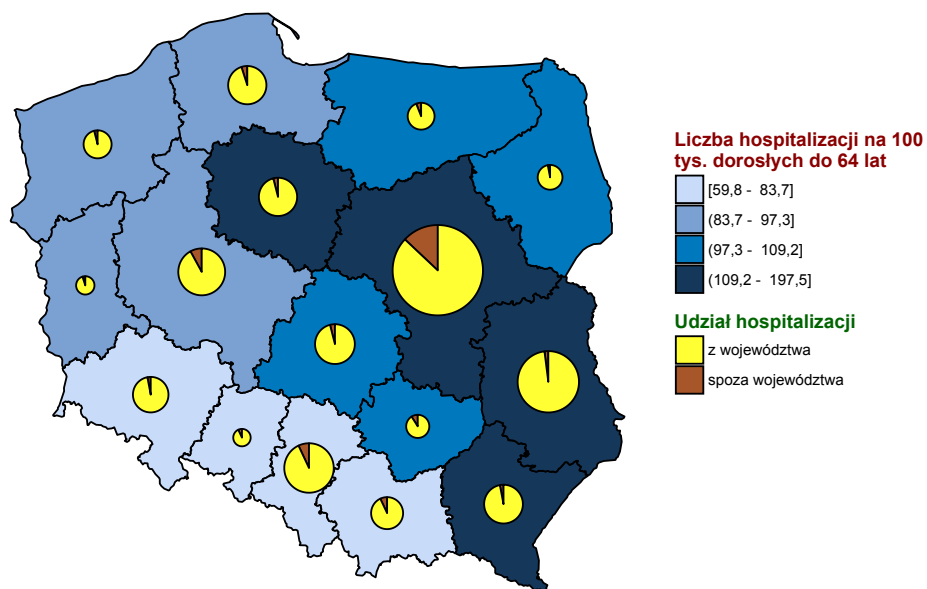 Liczba hospitalizacji na 100
tys. dorosłych do 64 lat
[59,8 - 83,7]
(83,7 - 97,3]
(97,3 - 109,2]
(109,2 - 197,5]
Udział hospitalizacji
z województwa
spoza województwa